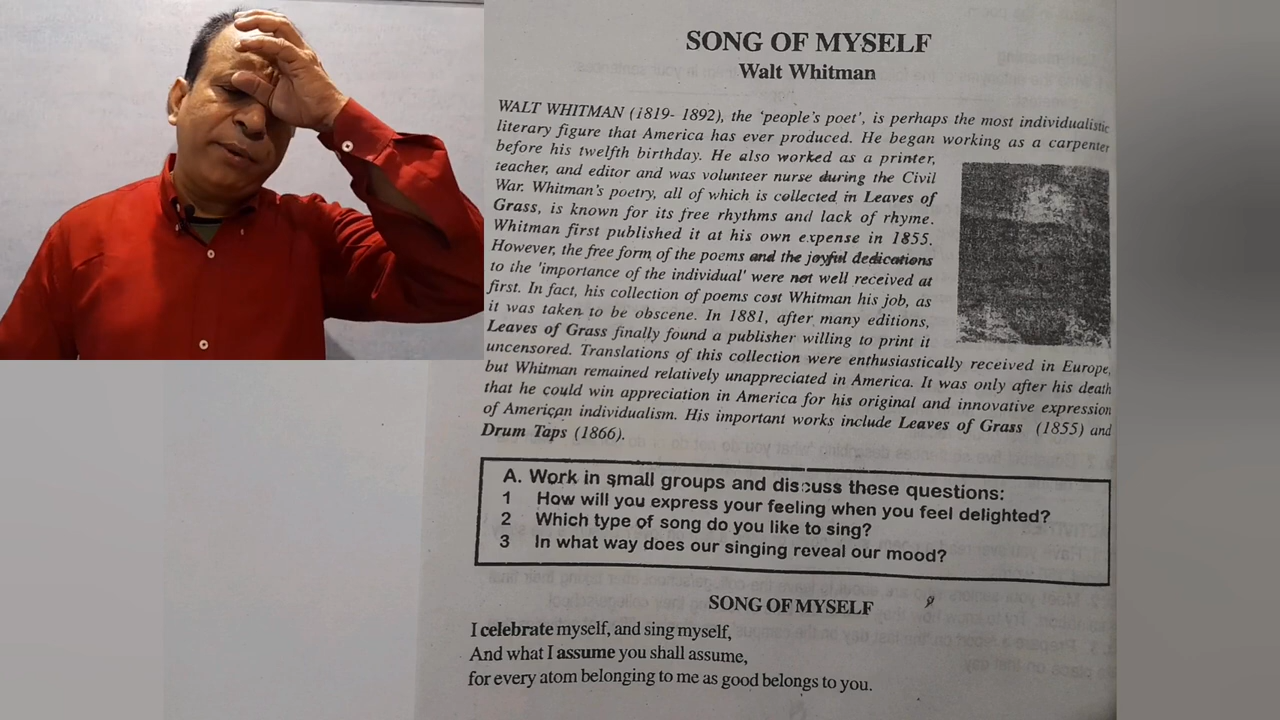 SONG OF MYSELF
Walt Whitman
WALT WHITMAN (1819- 1892), the 'people's poet', is perhaps the most individualistic
literary figure that America has ever produced. He began working as a carpenter
before his twelfth birthday. He also worked as a printer,
teacher, and editor and was volunteer nurse during the Civil
War. Whitman's poetry, all of which is collected in Leaves of
Grass, is known for its free rhythms and lack of rhyme.
Whitman first published it at his own expense in 1855.
However, the free form of the poems and the joyful dedications
to the 'importance of the individual' were not well received at
first. In fact, his collection of poems cost Whitman his job, as
it was taken to be obscene. In 1881, after many editions,
Leaves of Grass finally found a publisher willing to print it
uncensored. Translations of this collection were enthusiastically received in Europe,
but Whitman remained relatively unappreciated in America. It was only after his death
that he could win appreciation in America for his original and innovative expression
of American individualism. His important works include Leaves of Grass (1855) and
Drum Taps (1866).
A. Work in small groups and discuss these questions:
1 How will you express your feeling when you feel delighted?
2 Which type of song do you like to sing?
3 In what way does our singing reveal our mood?
SONG OF MYSELF
I celebrate myself, and sing myself,
And what I assume you shall assume,
for every atom belonging to me as good belongs to you.